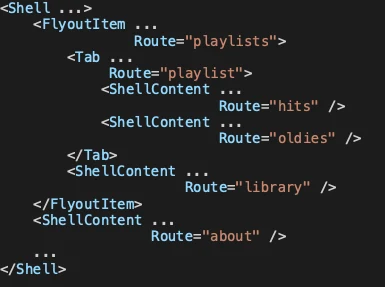 <Shell ...>
    <FlyoutItem ...
                Route="playlists">
        <Tab ...
             Route="playlist">
            <ShellContent ...
                          Route="hits" />
            <ShellContent ...
                          Route="oldies" />
        </Tab>
        <ShellContent ...
                      Route="library" />
    </FlyoutItem>
    <ShellContent ...
                  Route="about" />
    ...
</Shell>